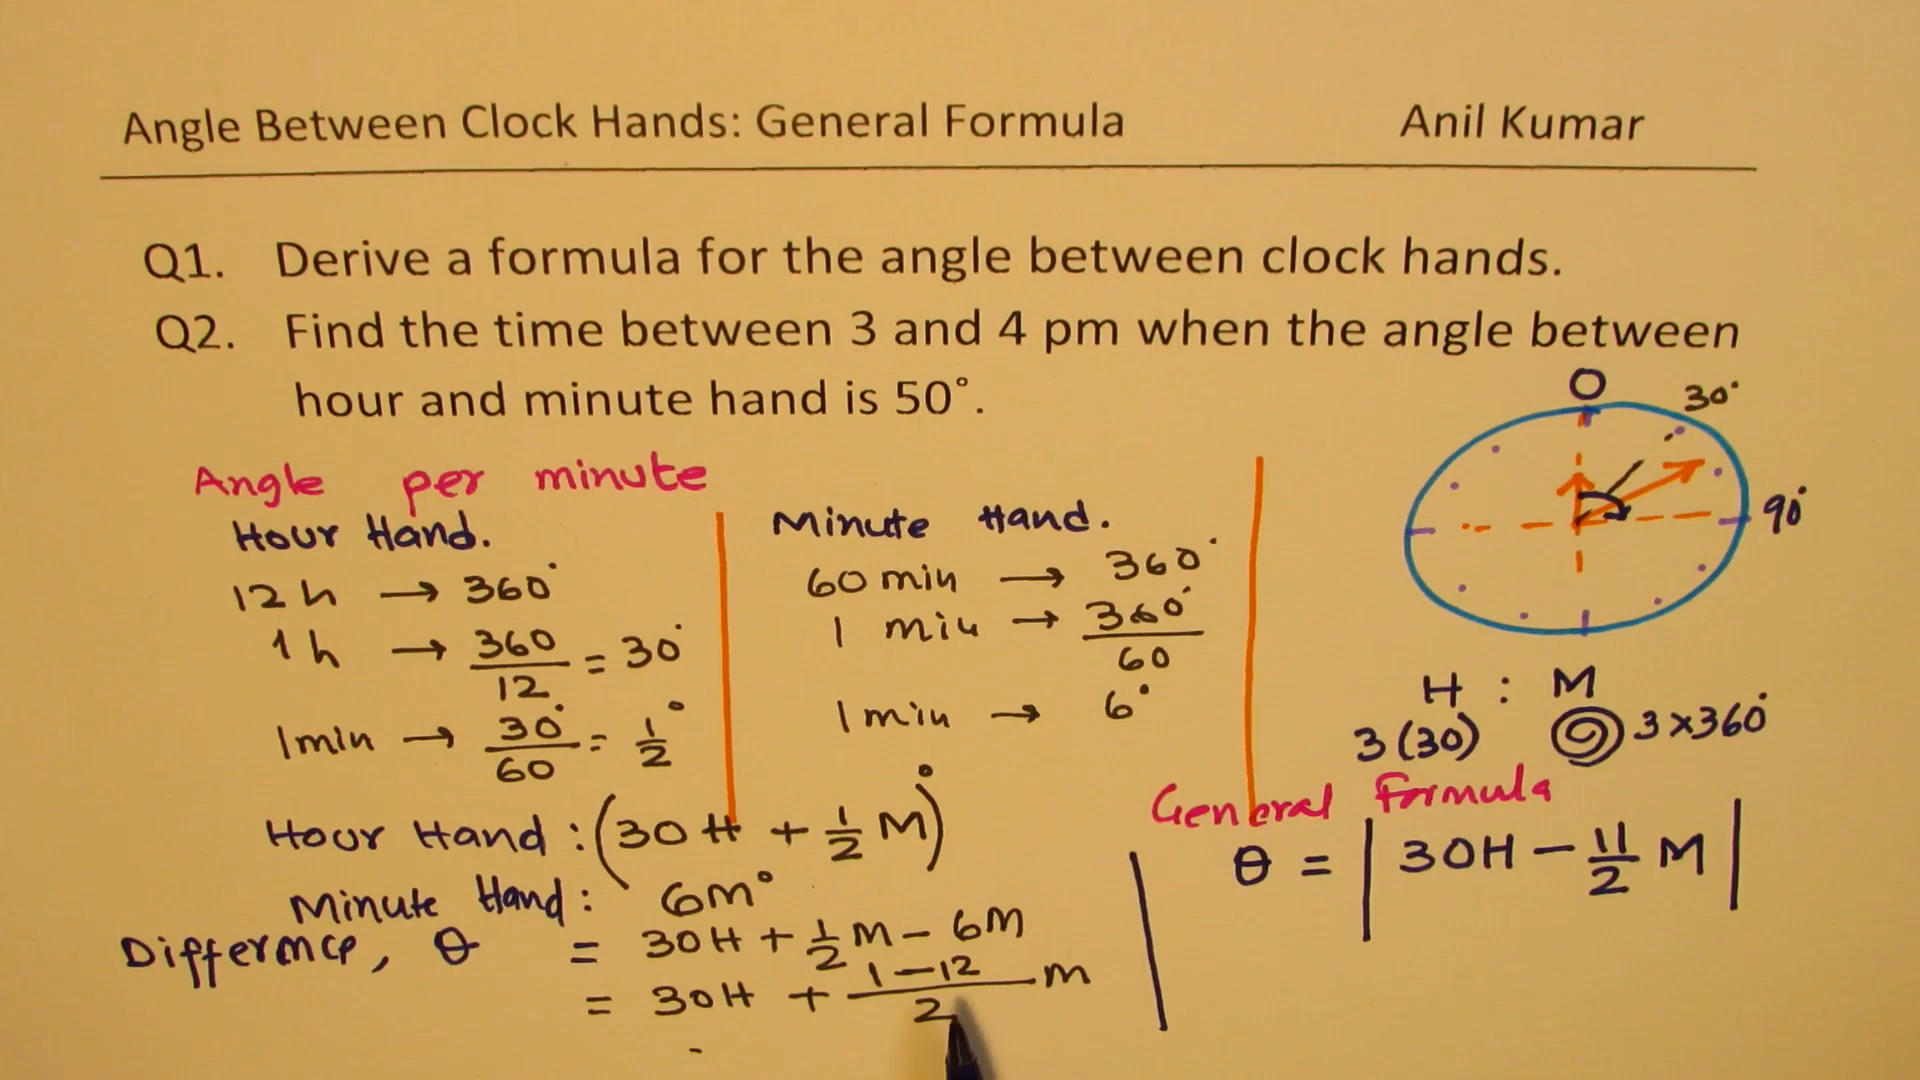 Angle Between Clock Hands: General Formula Anil Kumar
Q1. Derive a formula for the angle between clock hands.
Q2. Find the time between 3 and 4 pm when the angle between
hour and minute hand is 50°.
Angle per minute
Hour Hand.
12 h → 360°
1 h → 360/12 = 30°
1 min → 30°/60 = 1/2°
Minute Hand.
60 min → 360°
1 min → 360°/60
1 min → 6°
O
30°
90°
H : M
3(30) 3×360°
Hour Hand : (30H + 1/2 M)°
Minute Hand : 6m°
Difference, θ = 30H + 1/2 M - 6M
= 30H + (1-12)/2 m
General Formula
θ = | 30H - 11/2 M |